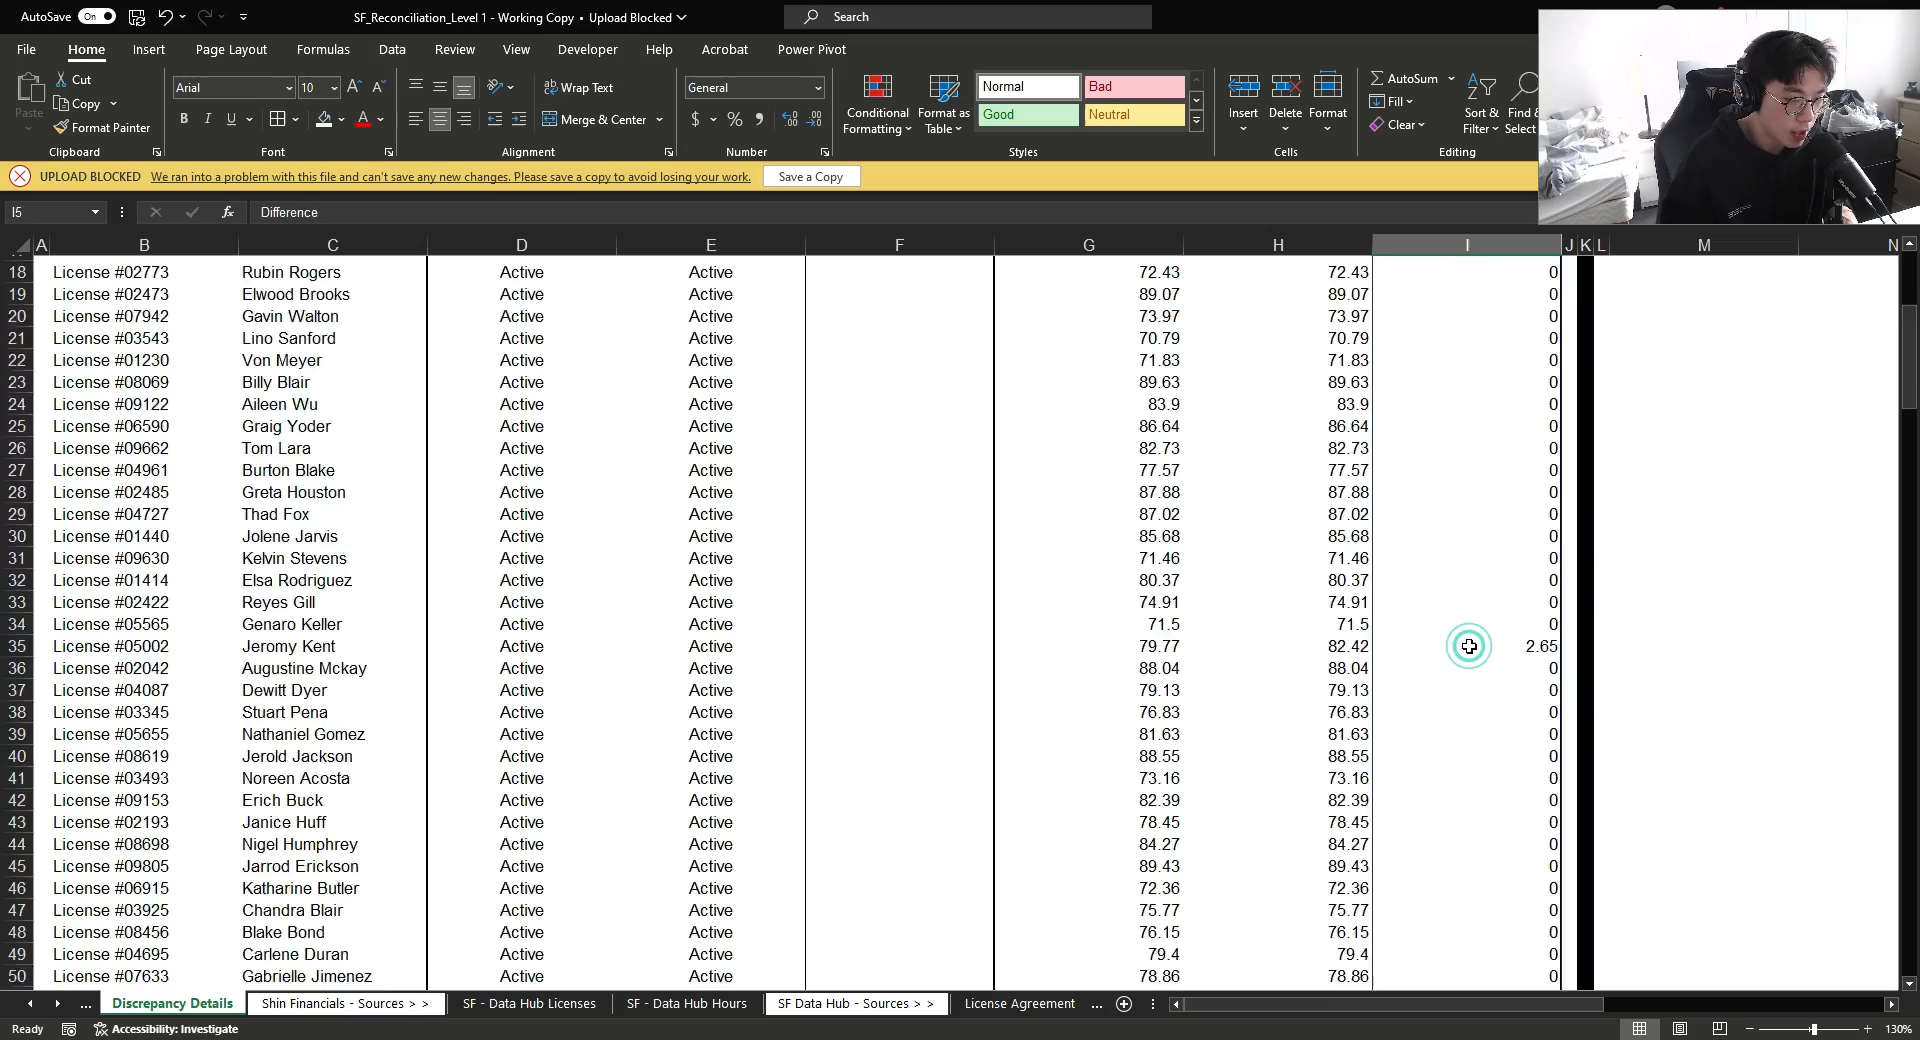 AutoSave On SF_Reconciliation_Level 1 - Working Copy • Upload Blocked Search
File Home Insert Page Layout Formulas Data Review View Developer Help Acrobat Power Pivot
Paste Cut Copy Format Painter Clipboard
Arial 10 B I U A A A Font
Wrap Text Merge & Center Alignment
General $ % Number
Conditional Formatting Format as Table Normal Bad Good Neutral Styles
Insert Delete Format Cells
AutoSum Fill Clear Sort & Filter Find & Select Editing
UPLOAD BLOCKED We ran into a problem with this file and can't save any new changes. Please save a copy to avoid losing your work. Save a Copy
I5 fx Difference
A B C D E F G H I J K L M N
18 License #02773 Rubin Rogers Active Active 72.43 72.43 0
19 License #02473 Elwood Brooks Active Active 89.07 89.07 0
20 License #07942 Gavin Walton Active Active 73.97 73.97 0
21 License #03543 Lino Sanford Active Active 70.79 70.79 0
22 License #01230 Von Meyer Active Active 71.83 71.83 0
23 License #08069 Billy Blair Active Active 89.63 89.63 0
24 License #09122 Aileen Wu Active Active 83.9 83.9 0
25 License #06590 Graig Yoder Active Active 86.64 86.64 0
26 License #09662 Tom Lara Active Active 82.73 82.73 0
27 License #04961 Burton Blake Active Active 77.57 77.57 0
28 License #02485 Greta Houston Active Active 87.88 87.88 0
29 License #04727 Thad Fox Active Active 87.02 87.02 0
30 License #01440 Jolene Jarvis Active Active 85.68 85.68 0
31 License #09630 Kelvin Stevens Active Active 71.46 71.46 0
32 License #01414 Elsa Rodriguez Active Active 80.37 80.37 0
33 License #02422 Reyes Gill Active Active 74.91 74.91 0
34 License #05565 Genaro Keller Active Active 71.5 71.5 0
35 License #05002 Jeromy Kent Active Active 79.77 82.42 2.65
36 License #02042 Augustine Mckay Active Active 88.04 88.04 0
37 License #04087 Dewitt Dyer Active Active 79.13 79.13 0
38 License #03345 Stuart Pena Active Active 76.83 76.83 0
39 License #05655 Nathaniel Gomez Active Active 81.63 81.63 0
40 License #08619 Jerold Jackson Active Active 88.55 88.55 0
41 License #03493 Noreen Acosta Active Active 73.16 73.16 0
42 License #09153 Erich Buck Active Active 82.39 82.39 0
43 License #02193 Janice Huff Active Active 78.45 78.45 0
44 License #08698 Nigel Humphrey Active Active 84.27 84.27 0
45 License #09805 Jarrod Erickson Active Active 89.43 89.43 0
46 License #06915 Katharine Butler Active Active 72.36 72.36 0
47 License #03925 Chandra Blair Active Active 75.77 75.77 0
48 License #08456 Blake Bond Active Active 76.15 76.15 0
49 License #04695 Carlene Duran Active Active 79.4 79.4 0
50 License #07633 Gabrielle Jimenez Active Active 78.86 78.86 0
... Discrepancy Details Shin Financials - Sources > > SF - Data Hub Licenses SF - Data Hub Hours SF Data Hub - Sources > > License Agreement ...
Ready Accessibility: Investigate 130%